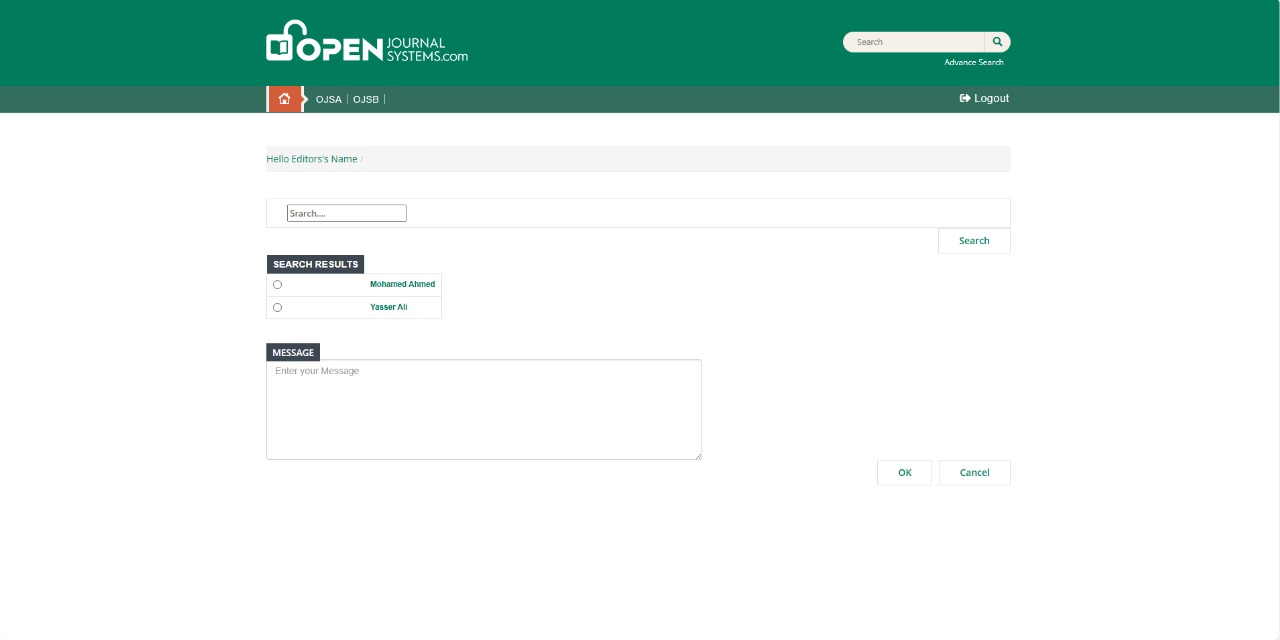 OPEN JOURNAL SYSTEMS.com
Search
Advance Search
OJSA | OJSB |
Logout
Hello Editors's Name /
Srarch....
Search
SEARCH RESULTS
Mohamed Ahmed
Yasser Ali
MESSAGE
Enter your Message
OK
Cancel